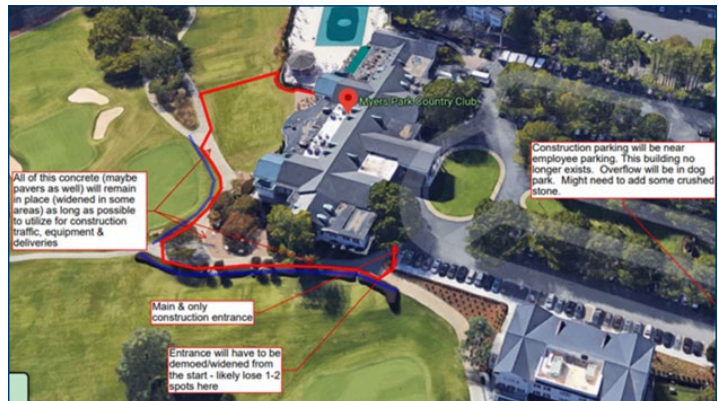 Myers Park Country Club
Construction parking will be near
employee parking. This building no
longer exists. Overflow will be in dog
park. Might need to add some crushed
stone.
All of this concrete (maybe
pavers as well) will remain
in place (widened in some
areas) as long as possible
to utilize for construction
traffic, equipment &
deliveries
Main & only
construction entrance
Entrance will have to be
demoed/widened from
the start - likely lose 1-2
spots here